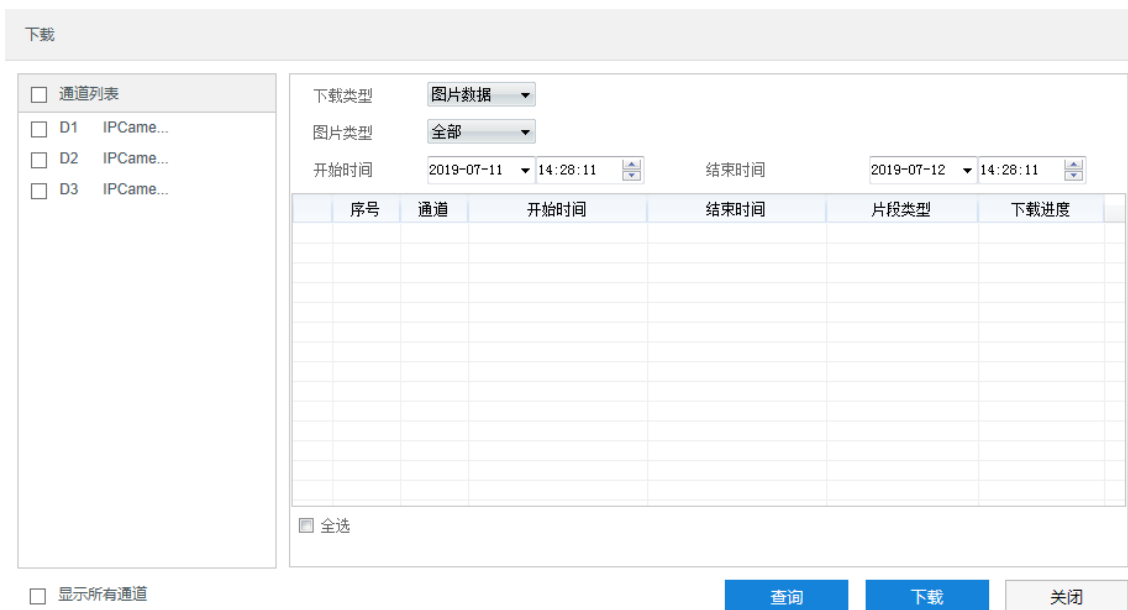 下载
通道列表
D1 IPCame...
D2 IPCame...
D3 IPCame...
下载类型 图片数据
图片类型 全部
开始时间 2019-07-11 14:28:11 结束时间 2019-07-12 14:28:11
序号 通道 开始时间 结束时间 片段类型 下载进度
全选
显示所有通道 查询 下载 关闭